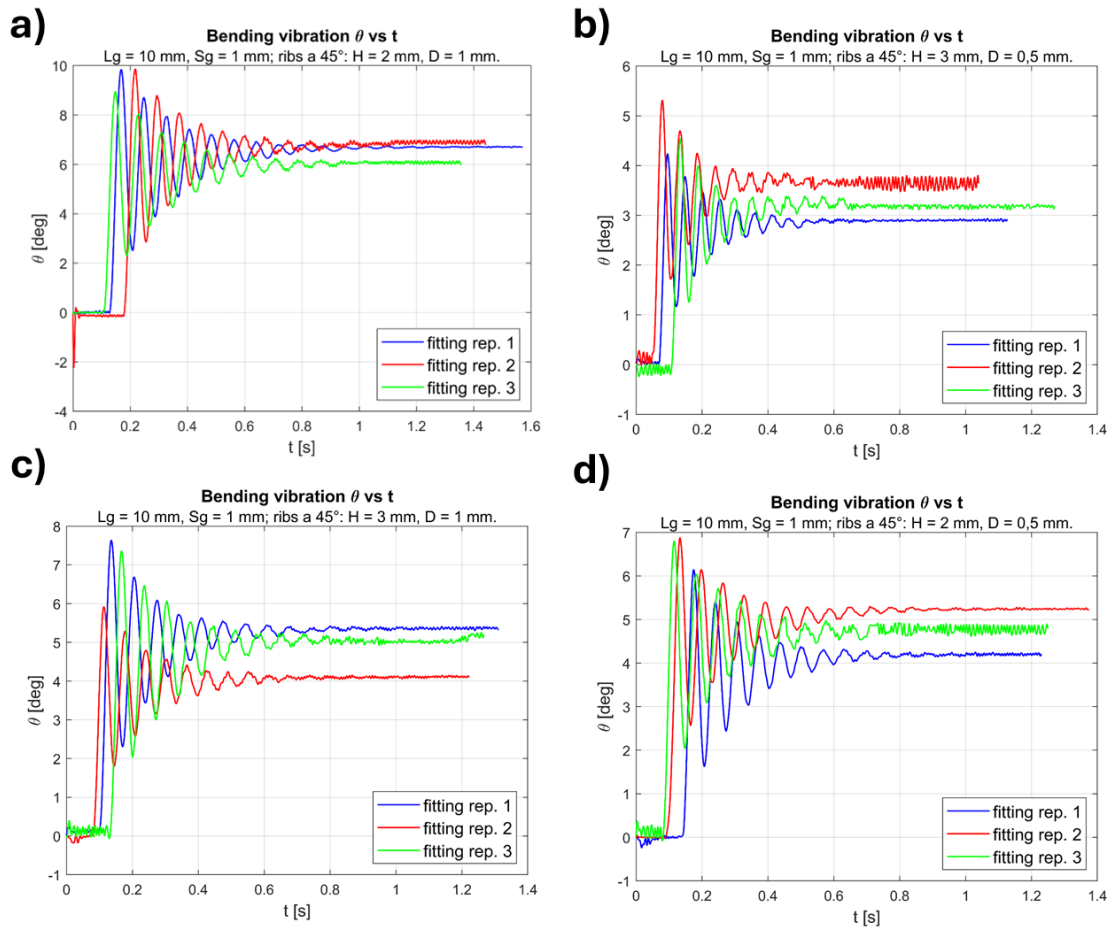 a)
Bending vibration θ vs t
Lg = 10 mm, Sg = 1 mm; ribs a 45°: H = 2 mm, D = 1 mm.
10
8
6
4
2
0
-2
-4
θ [deg]
0
0.2
0.4
0.6
0.8
1
1.2
1.4
1.6
t [s]
fitting rep. 1
fitting rep. 2
fitting rep. 3
b)
Bending vibration θ vs t
Lg = 10 mm, Sg = 1 mm; ribs a 45°: H = 3 mm, D = 0,5 mm.
6
5
4
3
2
1
0
-1
θ [deg]
0
0.2
0.4
0.6
0.8
1
1.2
1.4
t [s]
fitting rep. 1
fitting rep. 2
fitting rep. 3
c)
Bending vibration θ vs t
Lg = 10 mm, Sg = 1 mm; ribs a 45°: H = 3 mm, D = 1 mm.
8
7
6
5
4
3
2
1
0
-1
θ [deg]
0
0.2
0.4
0.6
0.8
1
1.2
1.4
t [s]
fitting rep. 1
fitting rep. 2
fitting rep. 3
d)
Bending vibration θ vs t
Lg = 10 mm, Sg = 1 mm; ribs a 45°: H = 2 mm, D = 0,5 mm.
7
6
5
4
3
2
1
0
-1
θ [deg]
0
0.2
0.4
0.6
0.8
1
1.2
1.4
t [s]
fitting rep. 1
fitting rep. 2
fitting rep. 3